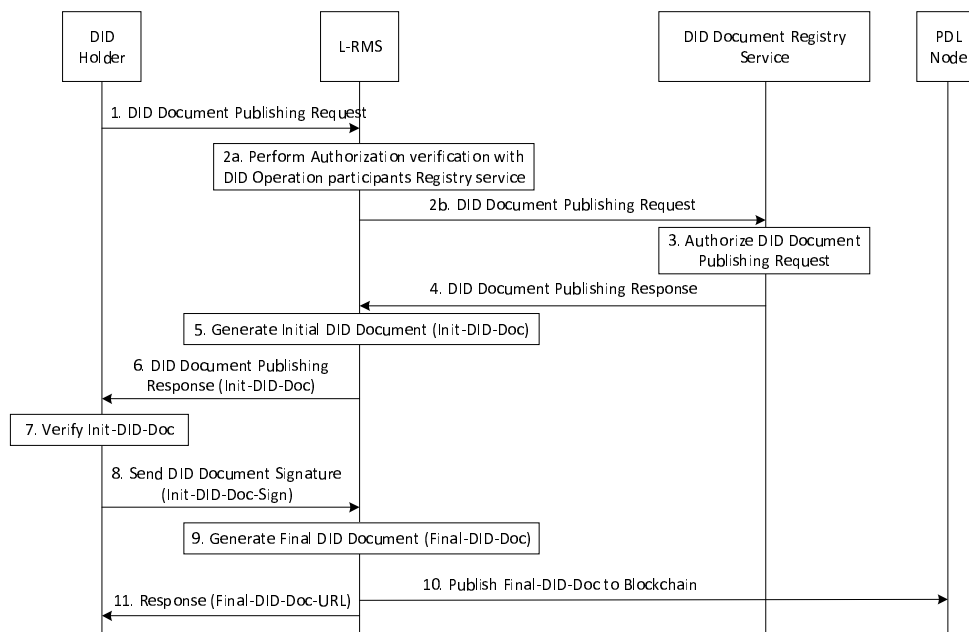 DID
Holder
L-RMS
DID Document Registry
Service
PDL
Node
1. DID Document Publishing Request
2a. Perform Authorization verification with
DID Operation participants Registry service
2b. DID Document Publishing Request
3. Authorize DID Document
Publishing Request
4. DID Document Publishing Response
5. Generate Initial DID Document (Init-DID-Doc)
6. DID Document Publishing
Response (Init-DID-Doc)
7. Verify Init-DID-Doc
8. Send DID Document Signature
(Init-DID-Doc-Sign)
9. Generate Final DID Document (Final-DID-Doc)
10. Publish Final-DID-Doc to Blockchain
11. Response (Final-DID-Doc-URL)